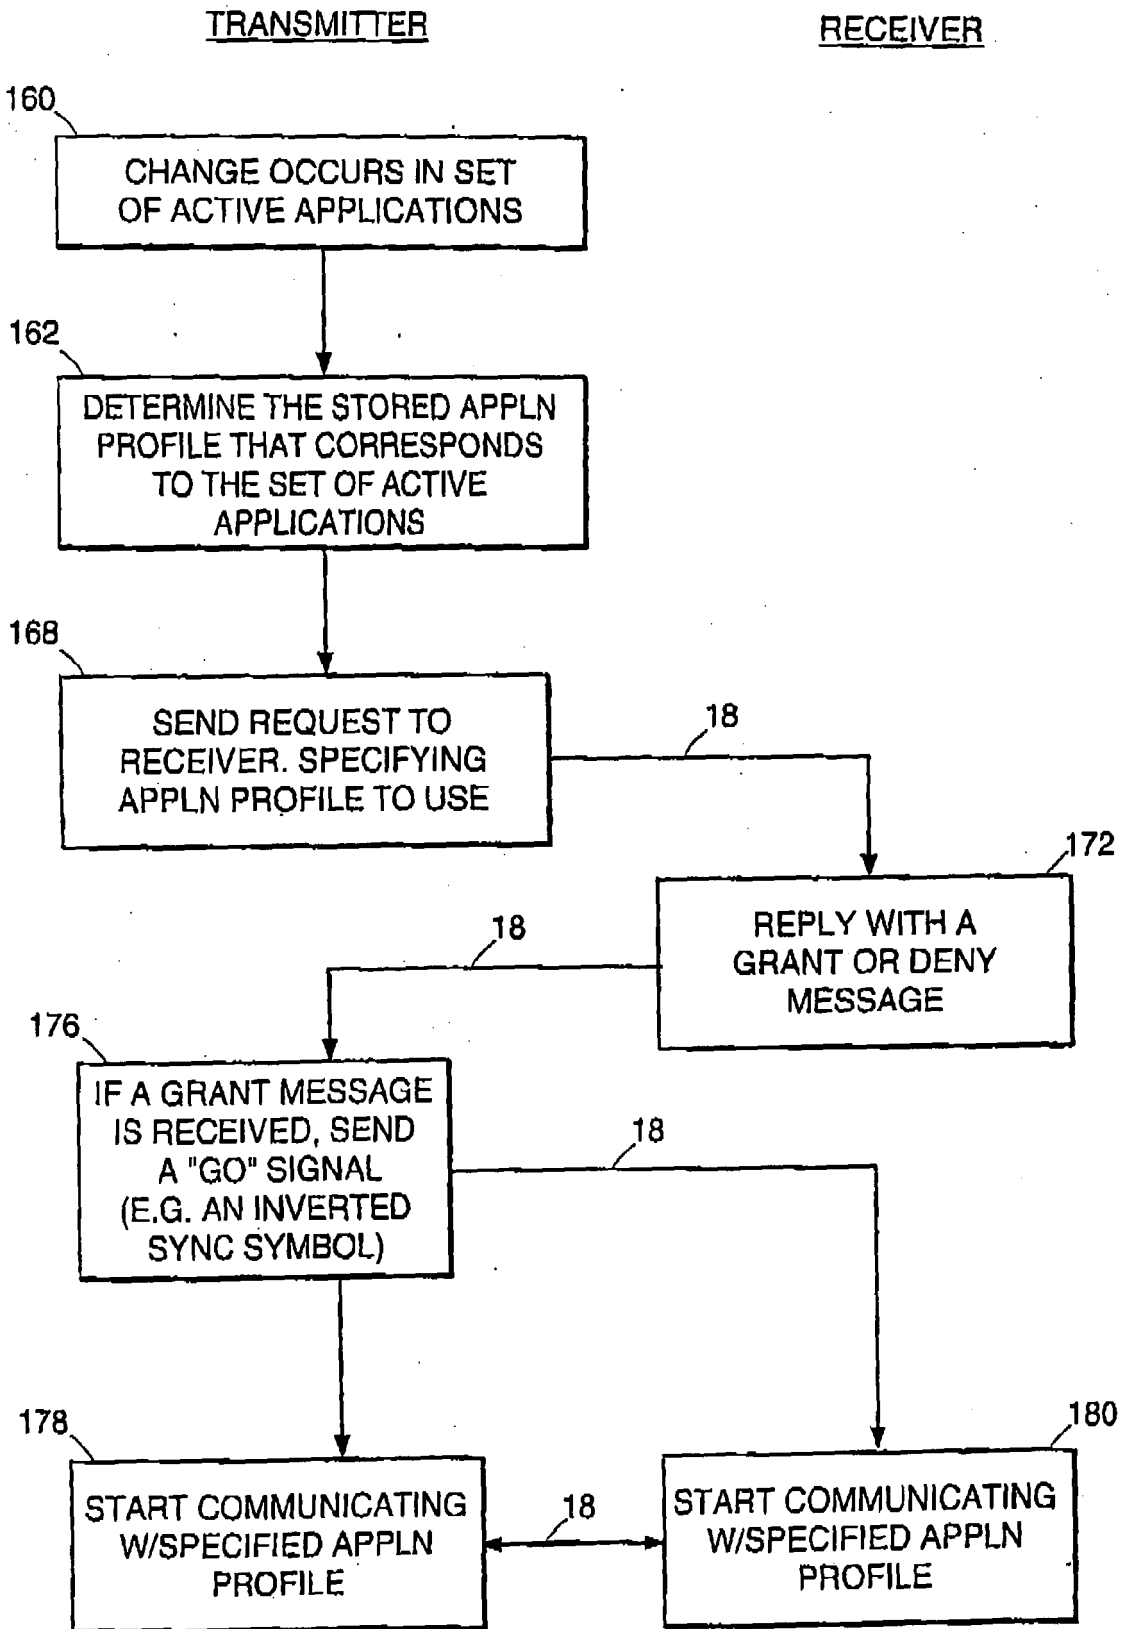 TRANSMITTER
RECEIVER
160
CHANGE OCCURS IN SET
OF ACTIVE APPLICATIONS
162
DETERMINE THE STORED APPLN
PROFILE THAT CORRESPONDS
TO THE SET OF ACTIVE
APPLICATIONS
168
SEND REQUEST TO
RECEIVER. SPECIFYING
APPLN PROFILE TO USE
18
172
REPLY WITH A
GRANT OR DENY
MESSAGE
18
176
IF A GRANT MESSAGE
IS RECEIVED, SEND
A "GO" SIGNAL
(E.G. AN INVERTED
SYNC SYMBOL)
18
178
START COMMUNICATING
W/SPECIFIED APPLN
PROFILE
18
180
START COMMUNICATING
W/SPECIFIED APPLN
PROFILE